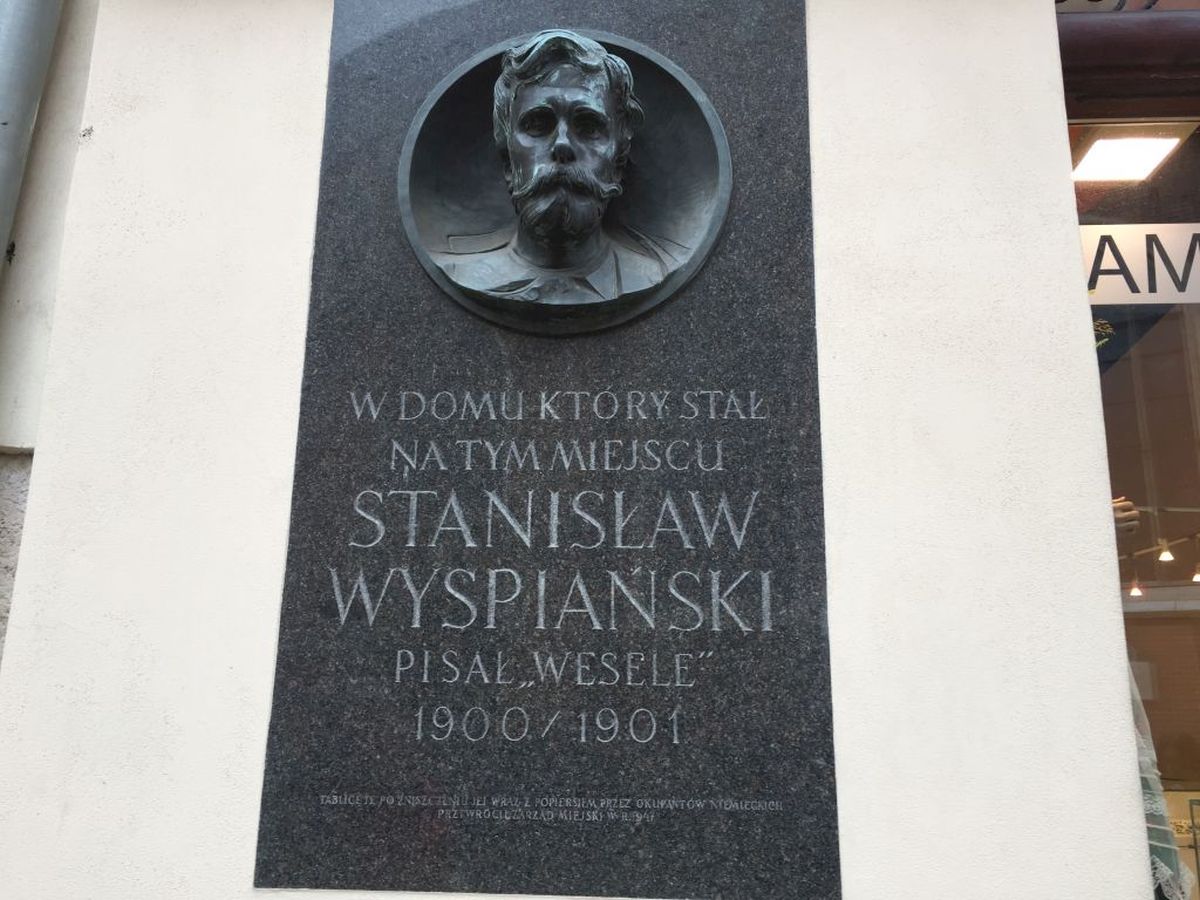 W DOMU KTÓRY STAŁ
NA TYM MIEJSCU
STANISŁAW
WYSPIAŃSKI
PISAŁ „WESELE”
1900/1901
TABLICĘ TĘ PO ZNISZCZENIU JEJ WRAZ Z POPIERSIEM PRZEZ OKUPANTÓW NIEMIECKICH
PRZYWRÓCIŁ ZARZĄD MIEJSKI W R.
AM